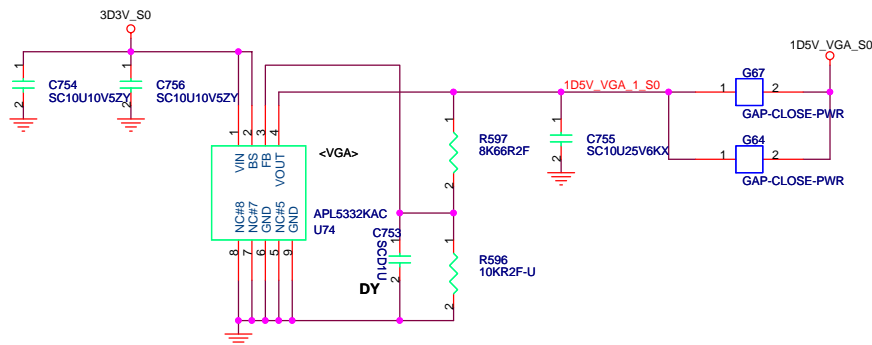 3D3V_S0
1D5V_VGA_S0
1
2
C754
SC10U10V5ZY
1
2
C756
SC10U10V5ZY
1D5V_VGA_1_S0
G67
1
2
GAP-CLOSE-PWR
G64
1
2
GAP-CLOSE-PWR
1
2
3
4
VIN
BS
FB
VOUT
<VGA>
NC#8
NC#7
GND
NC#5
GND
APL5332KAC
U74
8
7
6
5
9
1
2
R597
8K66R2F
1
2
C755
SC10U25V6KX
C753
SCD1U
1
2
DY
1
2
R596
10KR2F-U